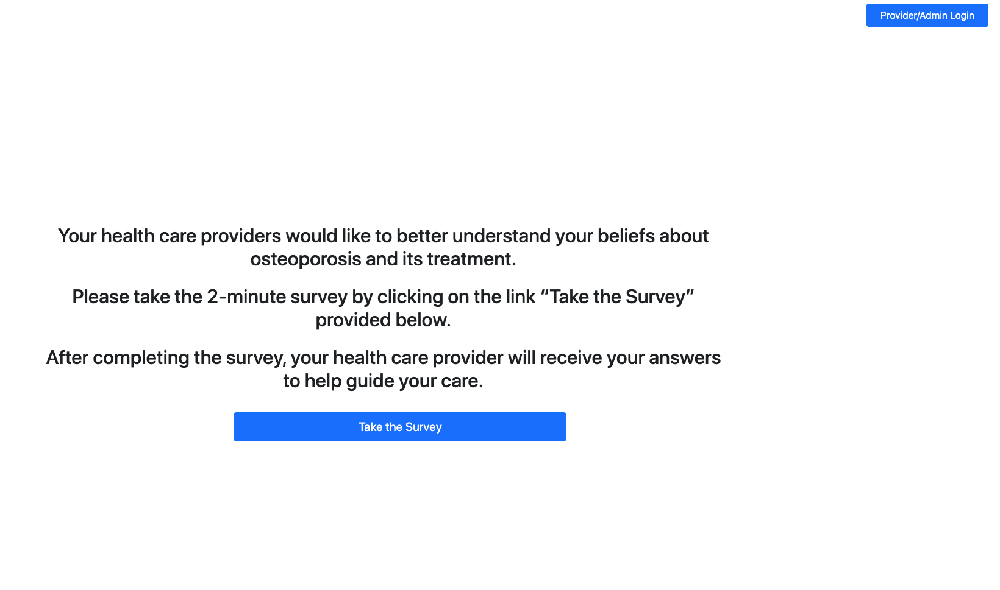 Provider/Admin Login
Your health care providers would like to better understand your beliefs about
osteoporosis and its treatment.
Please take the 2-minute survey by clicking on the link “Take the Survey”
provided below.
After completing the survey, your health care provider will receive your answers
to help guide your care.
Take the Survey